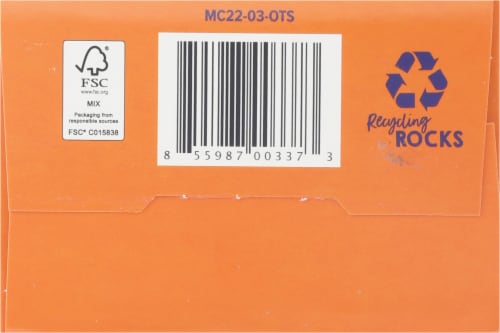 MC22-03-OTS
FSC
www.fsc.org
MIX
Packaging from
responsible sources
FSC® C015838
8 55987 00337 3
Recycling
ROCKS